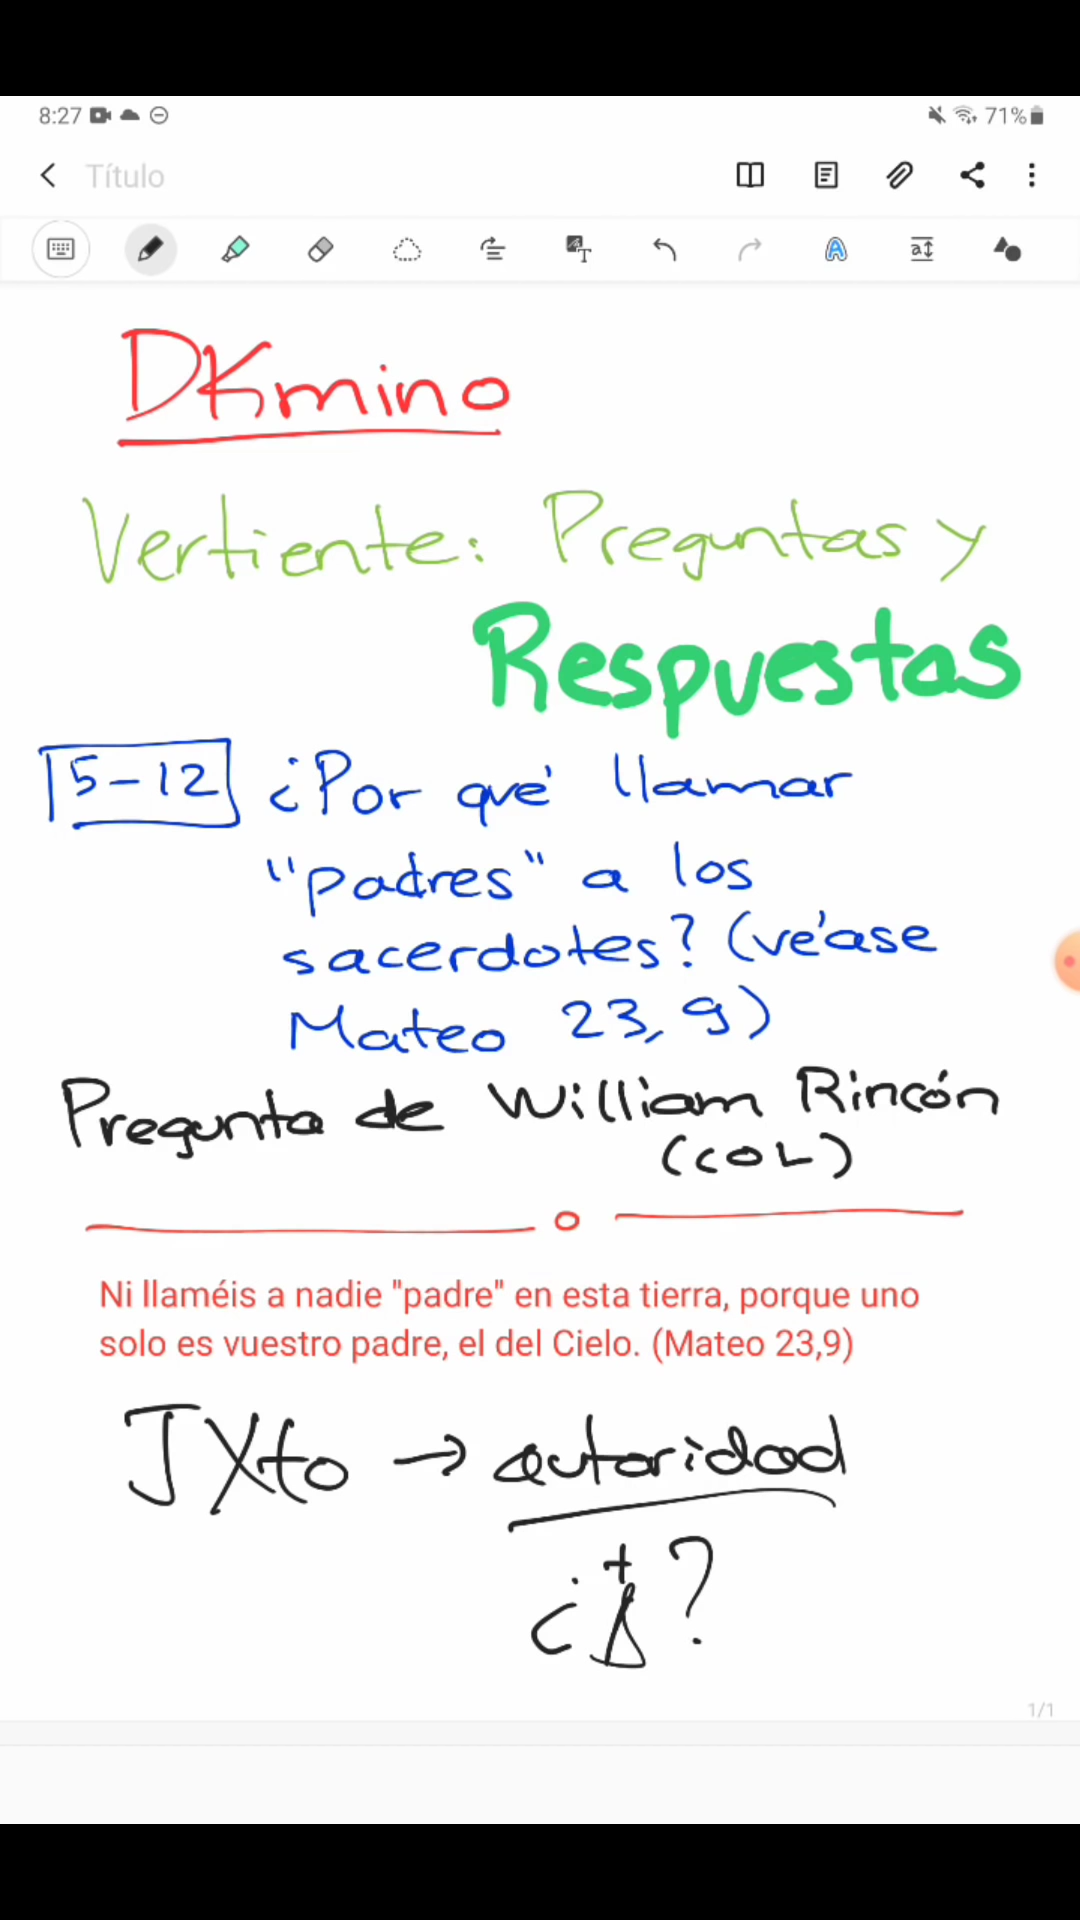 8:27
71%
Título
DKmino
Vertiente: Preguntas y
Respuestas
5-12 ¿Por qué llamar
"padres" a los
sacerdotes? (véase
Mateo 23,9)
Pregunta de William Rincón
(COL)
Ni llaméis a nadie "padre" en esta tierra, porque uno
solo es vuestro padre, el del Cielo. (Mateo 23,9)
JXto → autoridad
¿ ?
1/1